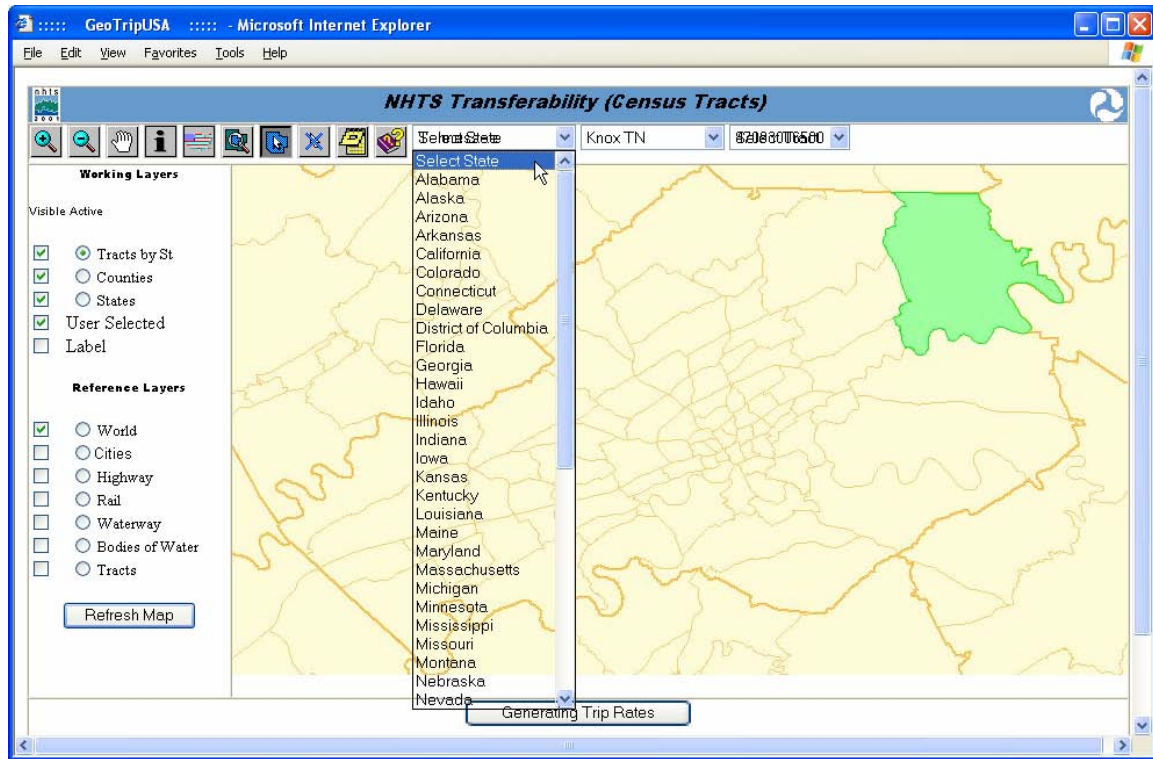 ::::: GeoTripUSA ::::: - Microsoft Internet Explorer
File Edit View Favorites Tools Help
nhts
2001
NHTS Transferability (Census Tracts)
Knox TN
Select State
Alabama
Alaska
Arizona
Arkansas
California
Colorado
Connecticut
Delaware
District of Columbia
Florida
Georgia
Hawaii
Idaho
Illinois
Indiana
Iowa
Kansas
Kentucky
Louisiana
Maine
Maryland
Massachusetts
Michigan
Minnesota
Mississippi
Missouri
Montana
Nebraska
Nevada
Working Layers
Visible Active
Tracts by St
Counties
States
User Selected
Label
Reference Layers
World
Cities
Highway
Rail
Waterway
Bodies of Water
Tracts
Refresh Map
Generating Trip Rates